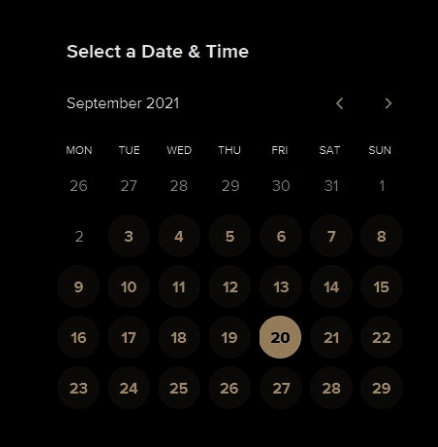 Select a Date & Time
September 2021
MON TUE WED THU FRI SAT SUN
26 27 28 29 30 31 1
2 3 4 5 6 7 8
9 10 11 12 13 14 15
16 17 18 19 20 21 22
23 24 25 26 27 28 29